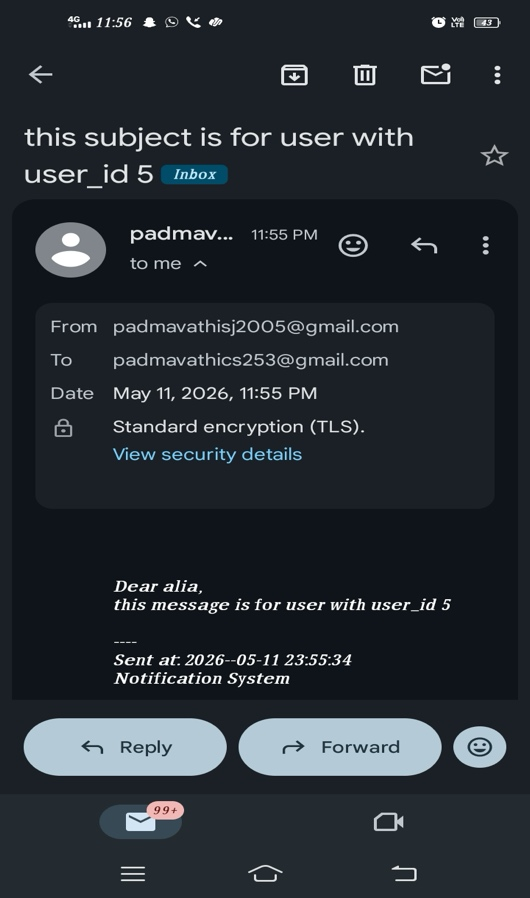 4G 11:56 Vo) LTE 43
this subject is for user with
user_id 5 Inbox
padmav... 11:55 PM
to me
From padmavathisj2005@gmail.com
To padmavathics253@gmail.com
Date May 11, 2026, 11:55 PM
Standard encryption (TLS).
View security details
Dear alia,
this message is for user with user_id 5
----
Sent at: 2026--05-11 23:55:34
Notification System
Reply Forward
99+